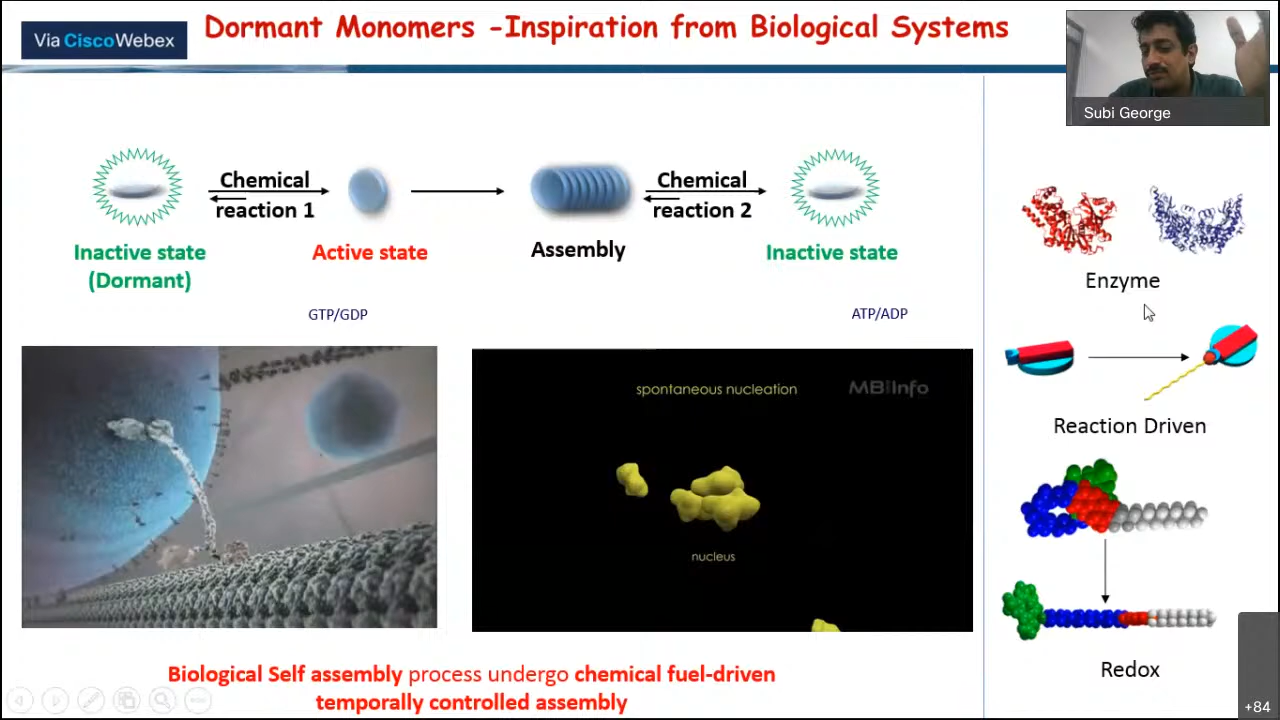 Via CiscoWebex
Dormant Monomers -Inspiration from Biological Systems
Subi George
Chemical
reaction 1
Chemical
reaction 2
Inactive state
(Dormant)
Active state
Assembly
Inactive state
GTP/GDP
ATP/ADP
spontaneous nucleation
MBInfo
nucleus
Enzyme
Reaction Driven
Redox
Biological Self assembly process undergo chemical fuel-driven
temporally controlled assembly
+84